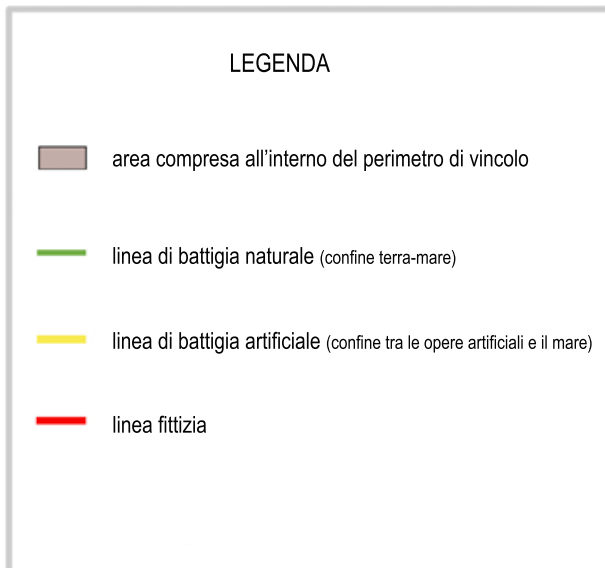 LEGENDA
area compresa all'interno del perimetro di vincolo
linea di battigia naturale (confine terra-mare)
linea di battigia artificiale (confine tra le opere artificiali e il mare)
linea fittizia